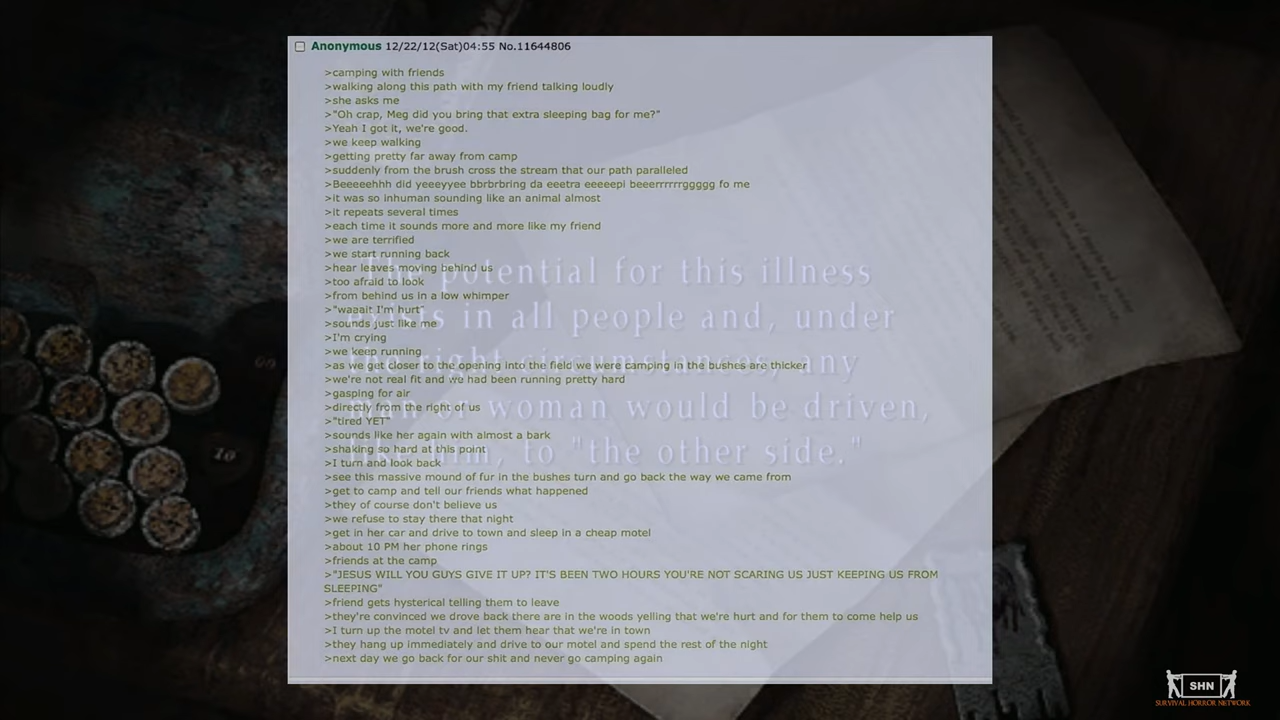 Anonymous 12/22/12(Sat)04:55 No.11644806
>camping with friends
>walking along this path with my friend talking loudly
>she asks me
>"Oh crap, Meg did you bring that extra sleeping bag for me?"
>Yeah I got it, we're good.
>we keep walking
>getting pretty far away from camp
>suddenly from the brush cross the stream that our path paralleled
>Beeeeehhh did yeeeyyee bbrbrbring da eeetra eeeeepi beeerrrrrrggggg fo me
>it was so inhuman sounding like an animal almost
>it repeats several times
>each time it sounds more and more like my friend
>we are terrified
>we start running back
>hear leaves moving behind us
>too afraid to look
>from behind us in a low whimper
>"waaait I'm hurt"
>sounds just like me
>I'm crying
>we keep running
>as we get closer to the opening into the field we were camping in the bushes are thicker
>we're not real fit and we had been running pretty hard
>gasping for air
>directly from the right of us
>"tired YET"
>sounds like her again with almost a bark
>shaking so hard at this point
>I turn and look back
>see this massive mound of fur in the bushes turn and go back the way we came from
>get to camp and tell our friends what happened
>they of course don't believe us
>we refuse to stay there that night
>get in her car and drive to town and sleep in a cheap motel
>about 10 PM her phone rings
>friends at the camp
>"JESUS WILL YOU GUYS GIVE IT UP? IT'S BEEN TWO HOURS YOU'RE NOT SCARING US JUST KEEPING US FROM
SLEEPING"
>friend gets hysterical telling them to leave
>they're convinced we drove back there are in the woods yelling that we're hurt and for them to come help us
>I turn up the motel tv and let them hear that we're in town
>they hang up immediately and drive to our motel and spend the rest of the night
>next day we go back for our shit and never go camping again
The potential for this illness
exists in all people and, under
the right circumstances, any
man or woman would be driven,
like him, to "the other side."
SHN
SURVIVAL HORROR NETWORK